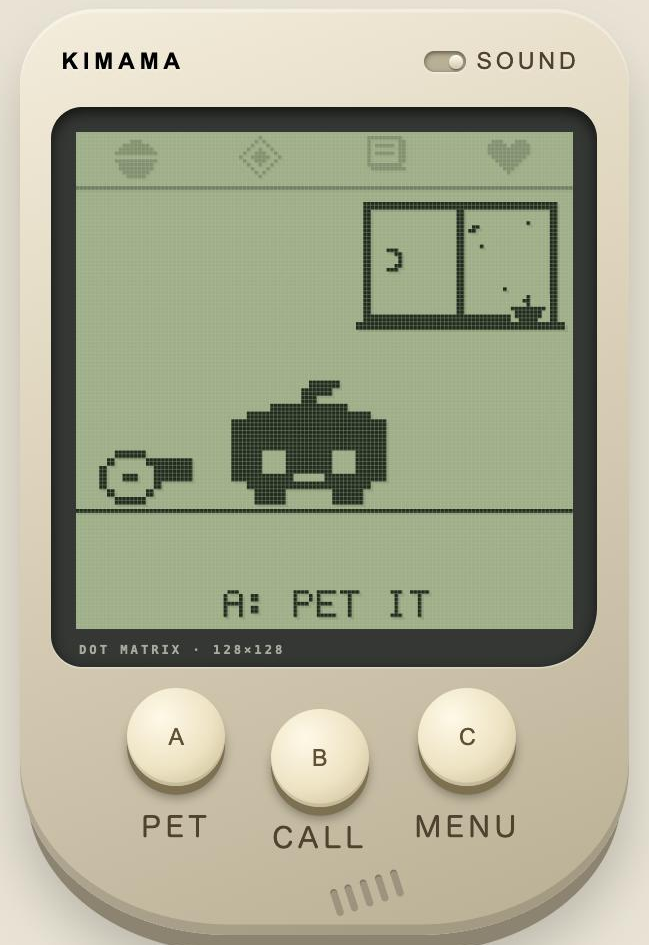 KIMAMA
SOUND
A: PET IT
DOT MATRIX · 128×128
A
B
C
PET
CALL
MENU